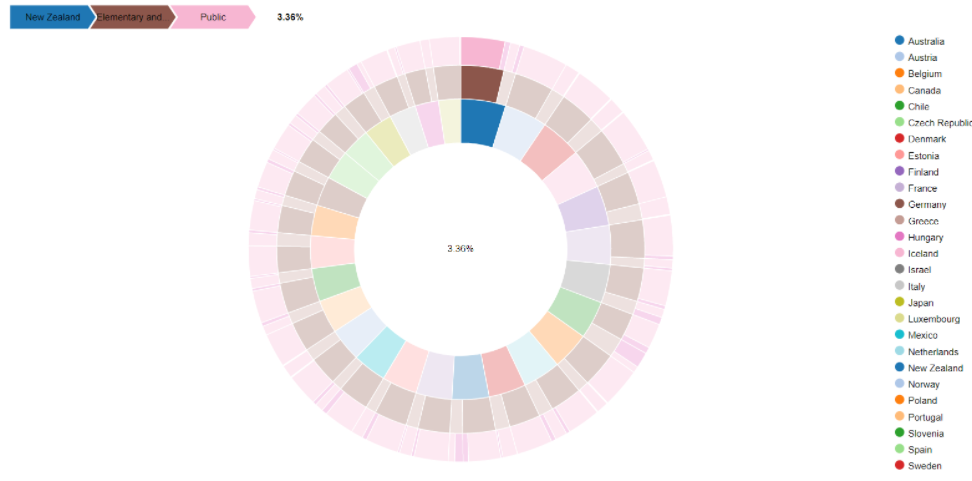 New Zealand Elementary and... Public 3.36%
3.36%
Australia
Austria
Belgium
Canada
Chile
Czech Republic
Denmark
Estonia
Finland
France
Germany
Greece
Hungary
Iceland
Israel
Italy
Japan
Luxembourg
Mexico
Netherlands
New Zealand
Norway
Poland
Portugal
Slovenia
Spain
Sweden